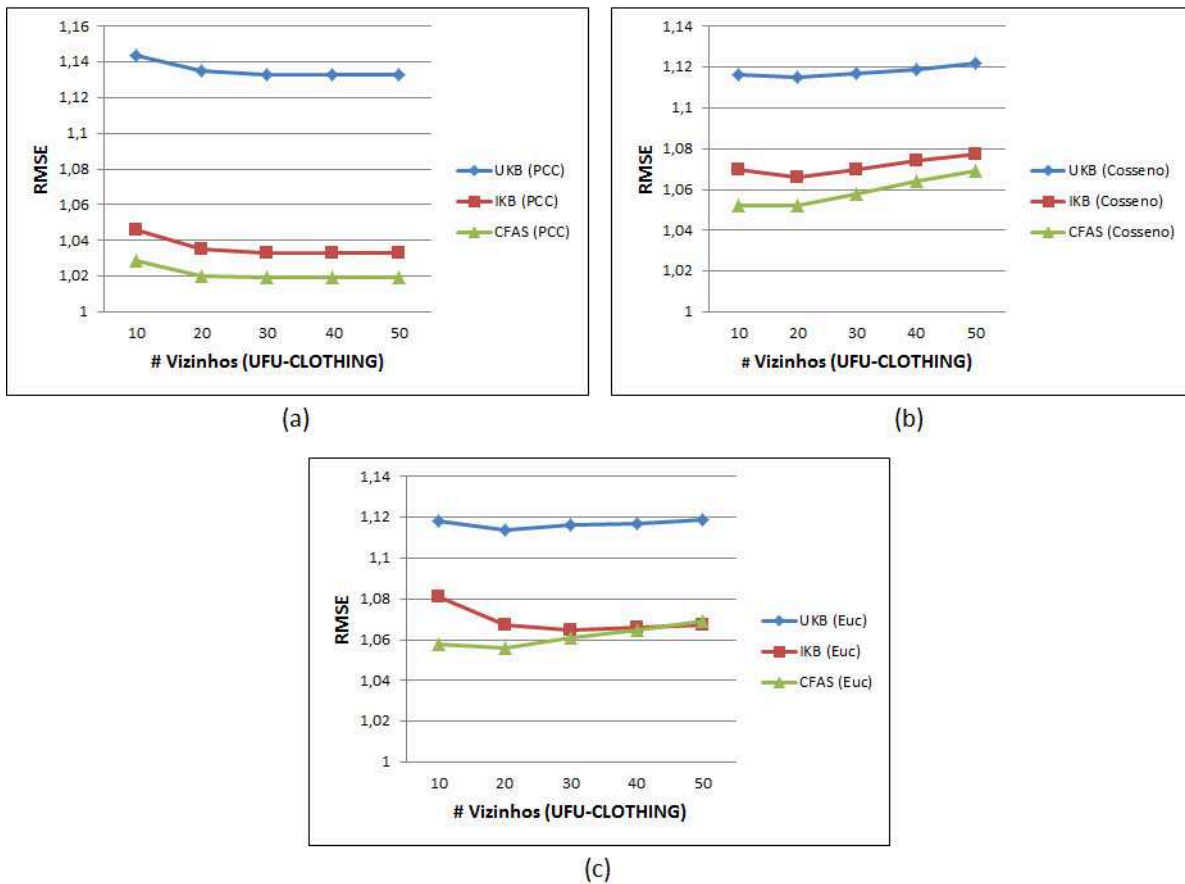 1,16
1,14
1,12
1,1
1,08
1,06
1,04
1,02
1
RMSE
10 20 30 40 50
# Vizinhos (UFU-CLOTHING)
UKB (PCC)
IKB (PCC)
CFAS (PCC)
(a)
1,14
1,12
1,1
1,08
1,06
1,04
1,02
1
RMSE
10 20 30 40 50
# Vizinhos (UFU-CLOTHING)
UKB (Cosseno)
IKB (Cosseno)
CFAS (Cosseno)
(b)
1,14
1,12
1,1
1,08
1,06
1,04
1,02
1
RMSE
10 20 30 40 50
# Vizinhos (UFU-CLOTHING)
UKB (Euc)
IKB (Euc)
CFAS (Euc)
(c)